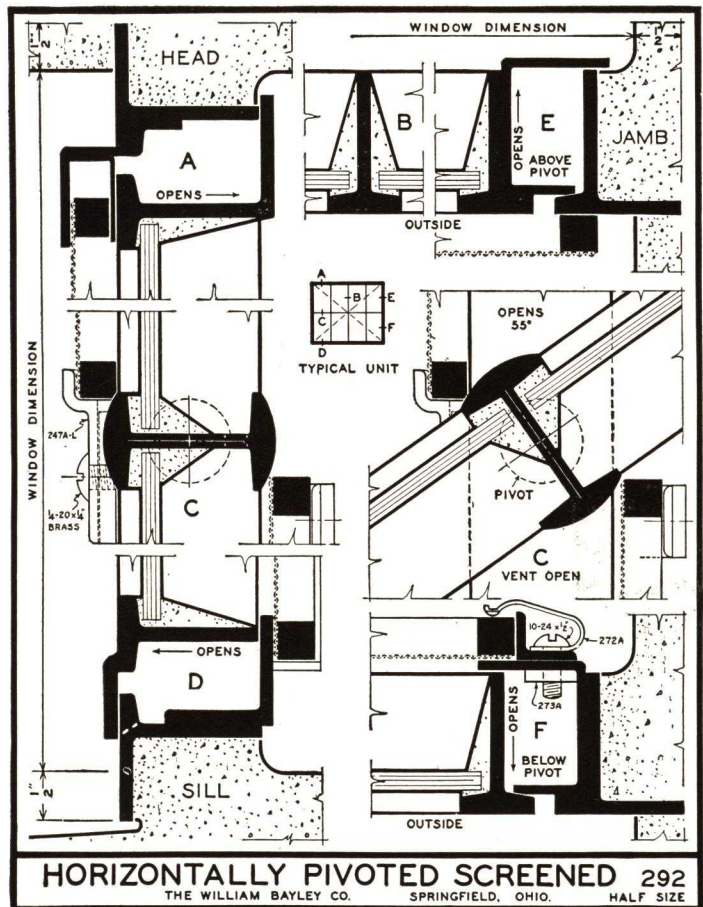 WINDOW DIMENSION
1"
2
1"
2
HEAD
A
OPENS
B
E
OPENS
ABOVE
PIVOT
JAMB
OUTSIDE
A
B
E
C
F
D
TYPICAL UNIT
OPENS
55°
WINDOW DIMENSION
247A-L
¼-20x¼
BRASS
C
PIVOT
C
VENT OPEN
OPENS
D
10-24 x ½
272A
273A
OPENS
F
BELOW
PIVOT
1"
2
SILL
OUTSIDE
HORIZONTALLY PIVOTED SCREENED 292
THE WILLIAM BAYLEY CO. SPRINGFIELD, OHIO. HALF SIZE